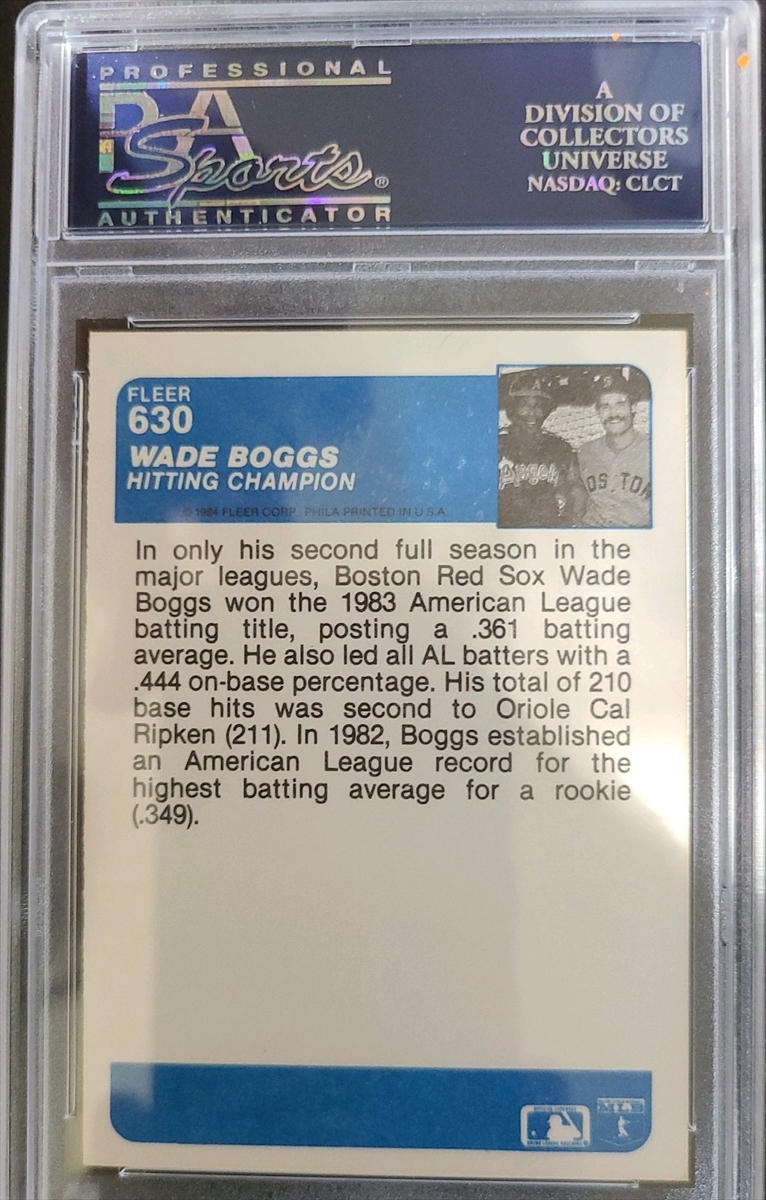 PROFESSIONAL
PSA
Sports®
AUTHENTICATOR
A
DIVISION OF
COLLECTORS
UNIVERSE
NASDAQ: CLCT
FLEER
630
WADE BOGGS
HITTING CHAMPION
© 1984 FLEER CORP. PHILA PRINTED IN U.S.A.
A
Angels
B
BOSTON
In only his second full season in the
major leagues, Boston Red Sox Wade
Boggs won the 1983 American League
batting title, posting a .361 batting
average. He also led all AL batters with a
.444 on-base percentage. His total of 210
base hits was second to Oriole Cal
Ripken (211). In 1982, Boggs established
an American League record for the
highest batting average for a rookie
(.349).